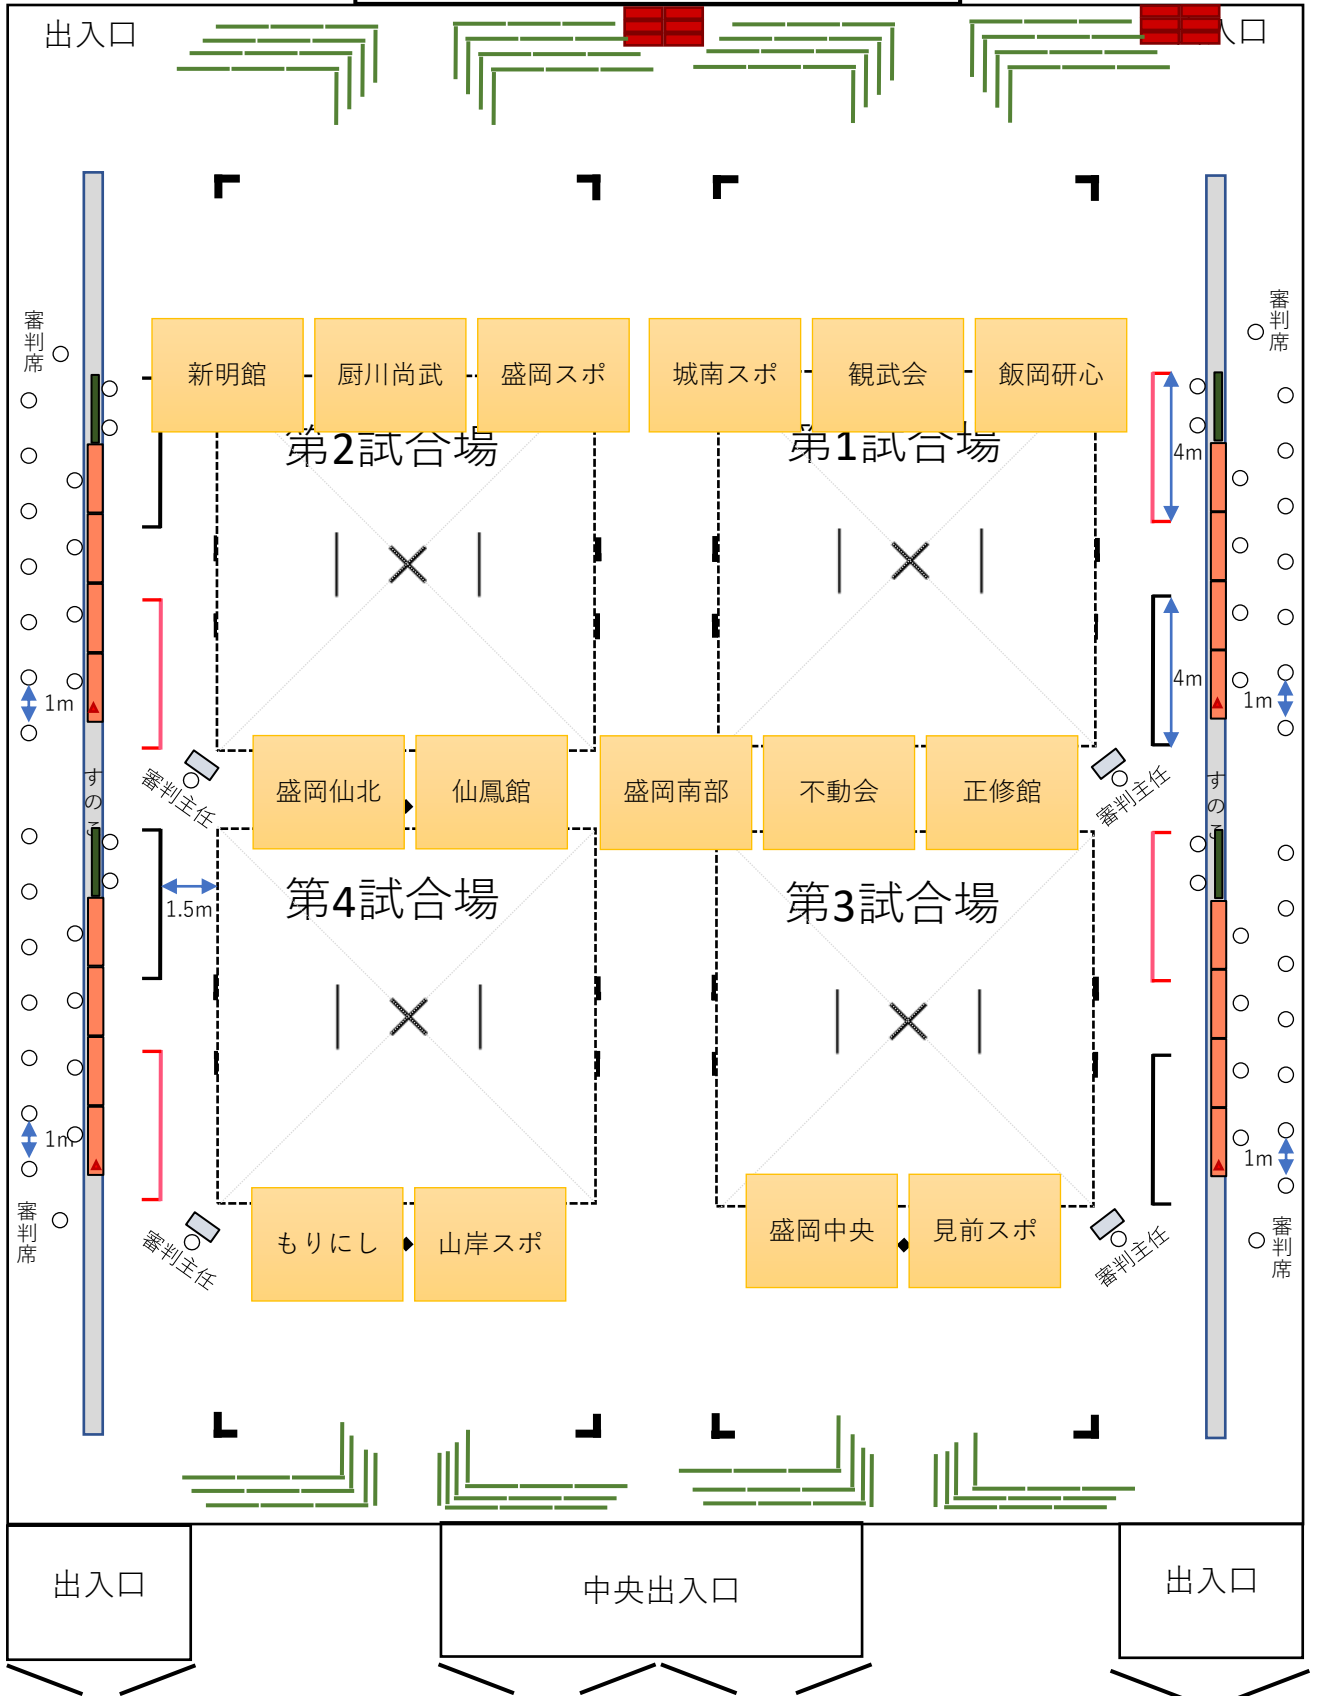 出入口
入口
審判席
審判席
新明館
厨川尚武
盛岡スポ
城南スポ
観武会
飯岡研心
第2試合場
第1試合場
4m
4m
1m
1m
すのこ
すのこ
審判主任
盛岡仙北
仙鳳館
盛岡南部
不動会
正修館
審判主任
第4試合場
第3試合場
1.5m
1m
1m
審判席
審判主任
もりにし
山岸スポ
盛岡中央
見前スポ
審判主任
審判席
出入口
中央出入口
出入口